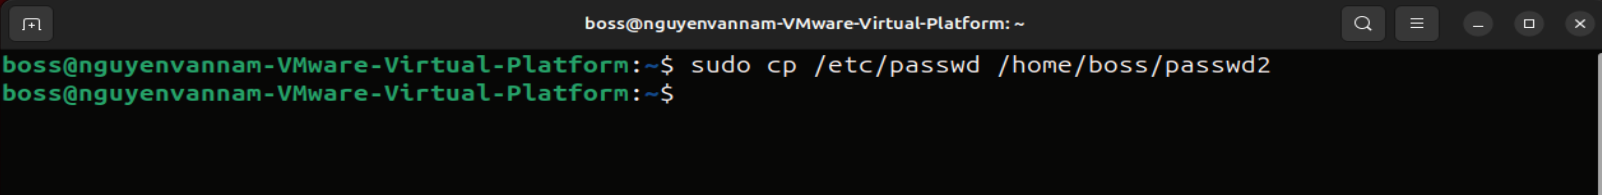 boss@nguyenvannam-VMware-Virtual-Platform: ~
boss@nguyenvannam-VMware-Virtual-Platform:~$ sudo cp /etc/passwd /home/boss/passwd2
boss@nguyenvannam-VMware-Virtual-Platform:~$